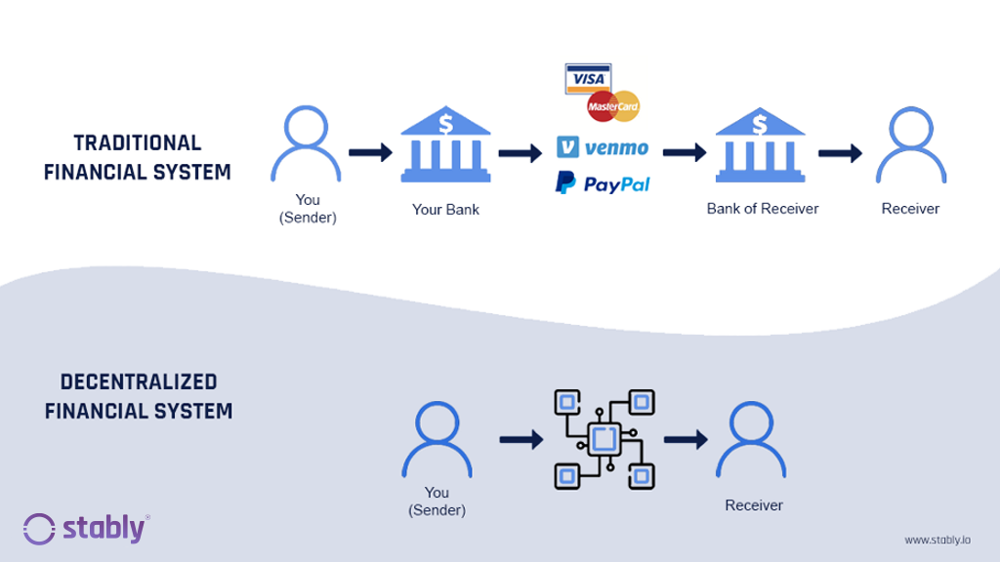 VISA
MasterCard
TRADITIONAL
FINANCIAL SYSTEM
$
$
venmo
PayPal
You
(Sender)
Your Bank
Bank of Receiver
Receiver
DECENTRALIZED
FINANCIAL SYSTEM
You
(Sender)
Receiver
stably®
www.stably.io